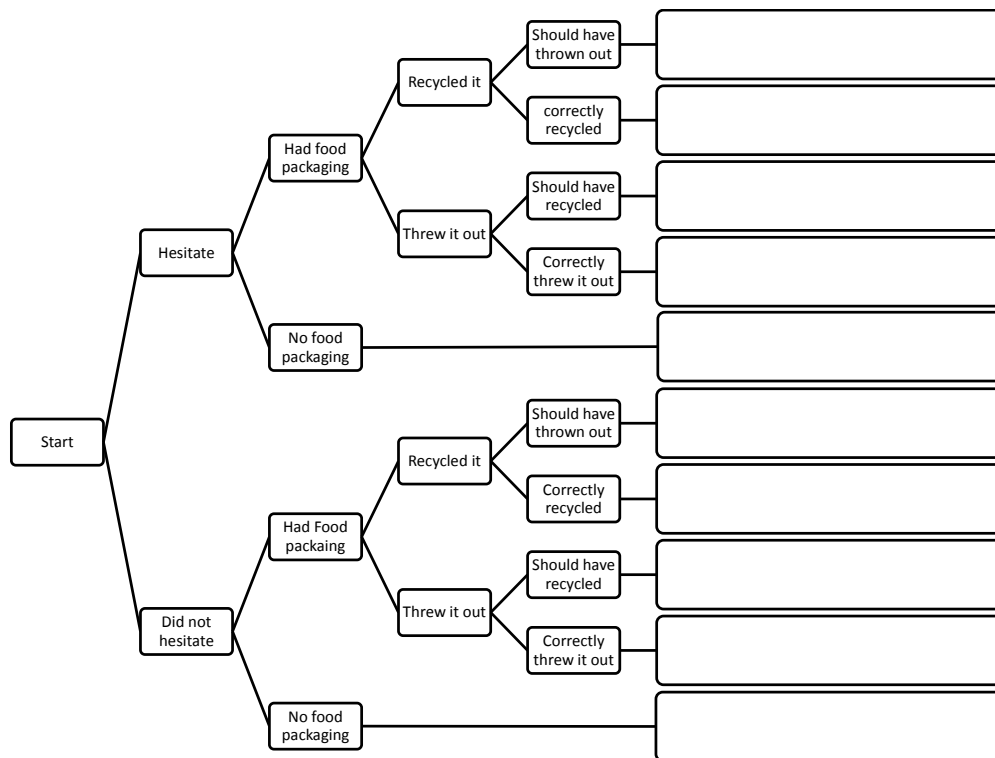 Should have
thrown out
Recycled it
correctly
recycled
Had food
packaging
Should have
recycled
Threw it out
Correctly
threw it out
Hesitate
No food
packaging
Start
Should have
thrown out
Recycled it
Correctly
recycled
Had Food
packaing
Should have
recycled
Threw it out
Correctly
threw it out
Did not
hesitate
No food
packaging